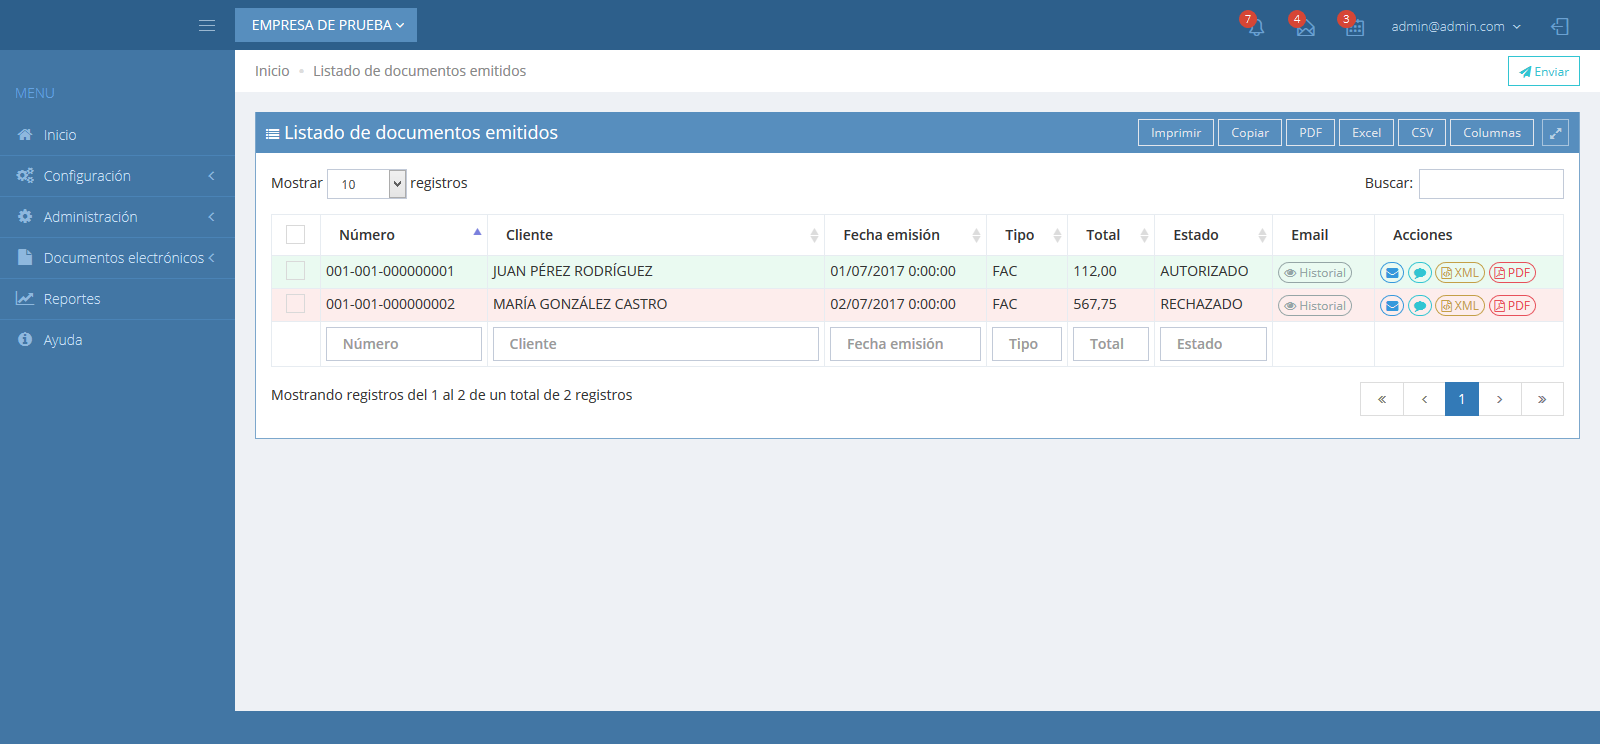 EMPRESA DE PRUEBA
7
4
3
admin@admin.com
MENU
Inicio
Configuración
Administración
Documentos electrónicos
Reportes
Ayuda
Inicio • Listado de documentos emitidos
Enviar
Listado de documentos emitidos
Imprimir Copiar PDF Excel CSV Columnas
Mostrar 10 registros
Buscar:
Número Cliente Fecha emisión Tipo Total Estado Email Acciones
001-001-000000001 JUAN PÉREZ RODRÍGUEZ 01/07/2017 0:00:00 FAC 112,00 AUTORIZADO Historial XML PDF
001-001-000000002 MARÍA GONZÁLEZ CASTRO 02/07/2017 0:00:00 FAC 567,75 RECHAZADO Historial XML PDF
Número Cliente Fecha emisión Tipo Total Estado
Mostrando registros del 1 al 2 de un total de 2 registros
« ‹ 1 › »